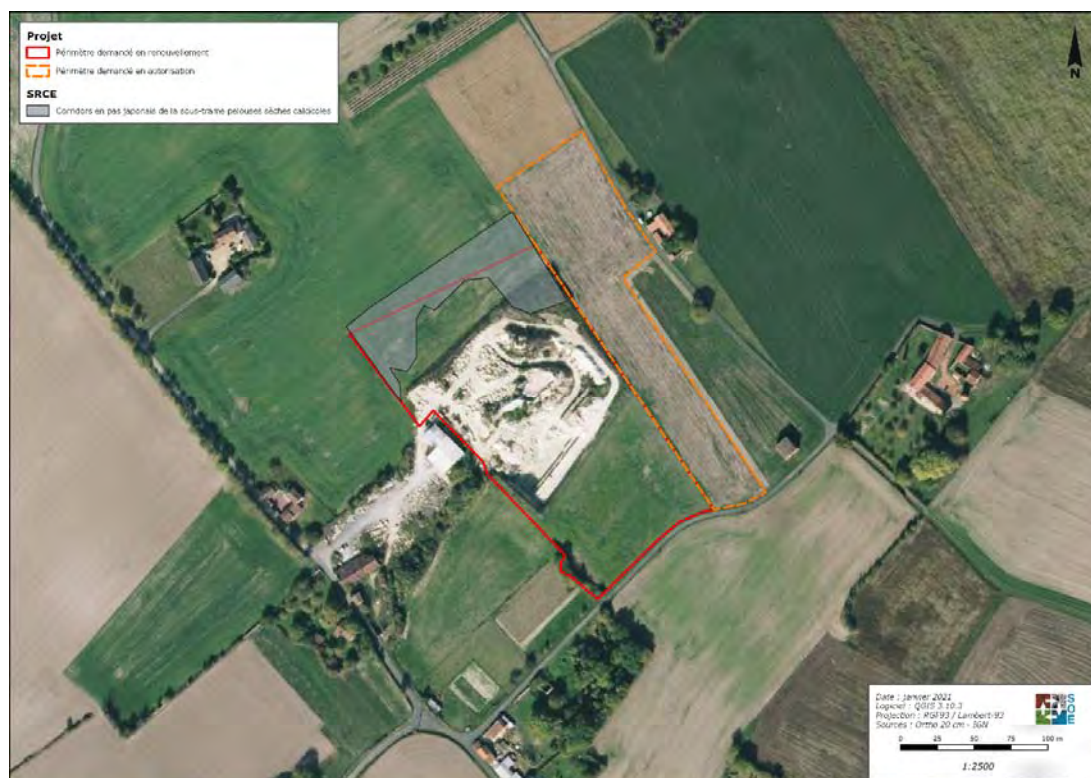 Projet
Périmètre demandé en renouvellement
Périmètre demandé en autorisation
SRCE
Corridors en pas japonais de la sous-trame pelouses sèches calcicoles
N
Date : janvier 2021
Logiciel : QGIS 3.10.3
Projection : RGF93 / Lambert-93
Sources : Ortho 20 cm - IGN
SOE
0 25 50 75 100 m
1:2500